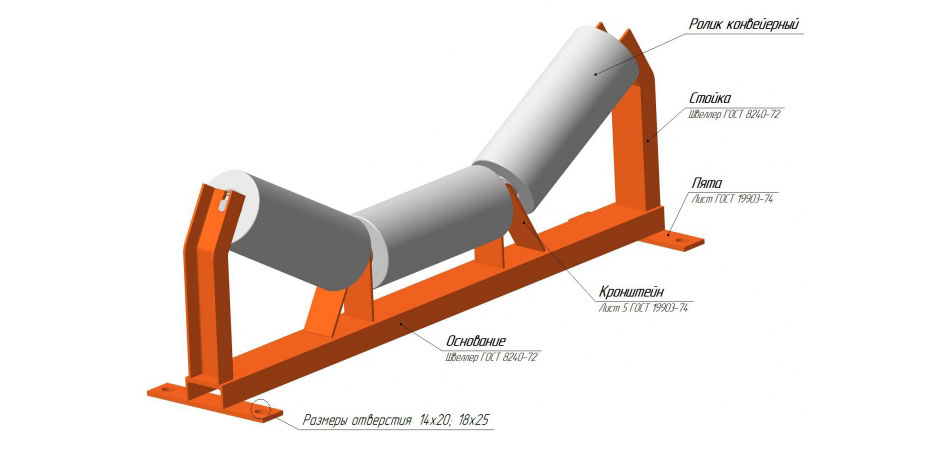 Ролик конвейерный
Стойка
Швеллер ГОСТ 8240-72
Пята
Лист ГОСТ 19903-74
Кронштейн
Лист 5 ГОСТ 19903-74
Основание
Швеллер ГОСТ 8240-72
Размеры отверстия 14х20; 18х25